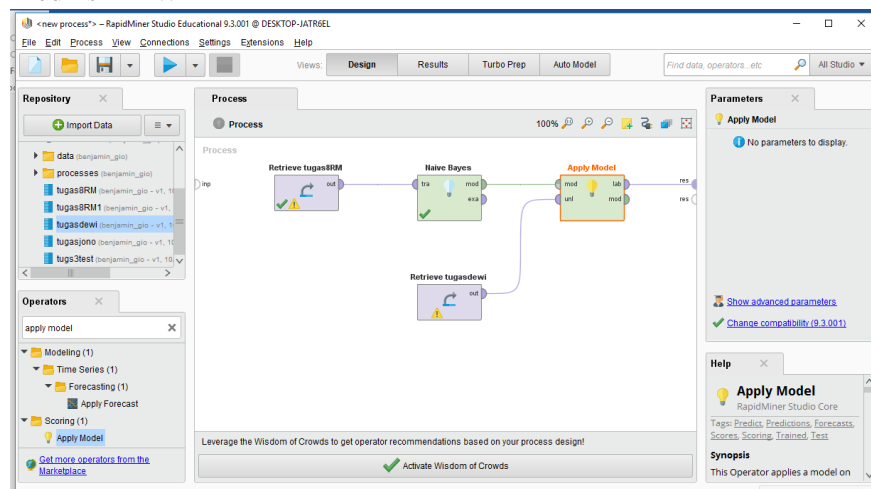 <new process*> – RapidMiner Studio Educational 9.3.001 @ DESKTOP-JATR6EL
File Edit Process View Connections Settings Extensions Help
Views: Design Results Turbo Prep Auto Model
Find data, operators...etc
All Studio
Repository
Import Data
data (benjamin_gio)
processes (benjamin_gio)
tugas8RM (benjamin_gio - v1, 10
tugas8RM1 (benjamin_gio - v1,
tugasdewi (benjamin_gio - v1, 1
tugasjono (benjamin_gio - v1, 10
tugs3test (benjamin_gio - v1, 10,
Operators
apply model
Modeling (1)
Time Series (1)
Forecasting (1)
Apply Forecast
Scoring (1)
Apply Model
Get more operators from the
Marketplace
Process
Process
100%
Process
inp
Retrieve tugas8RM
out
Naive Bayes
tra mod
exa
Apply Model
mod lab
unl mod
res
res
Retrieve tugasdewi
out
Leverage the Wisdom of Crowds to get operator recommendations based on your process design!
Activate Wisdom of Crowds
Parameters
Apply Model
No parameters to display.
Show advanced parameters
Change compatibility (9.3.001)
Help
Apply Model
RapidMiner Studio Core
Tags: Predict, Predictions, Forecasts,
Scores, Scoring, Trained, Test
Synopsis
This Operator applies a model on